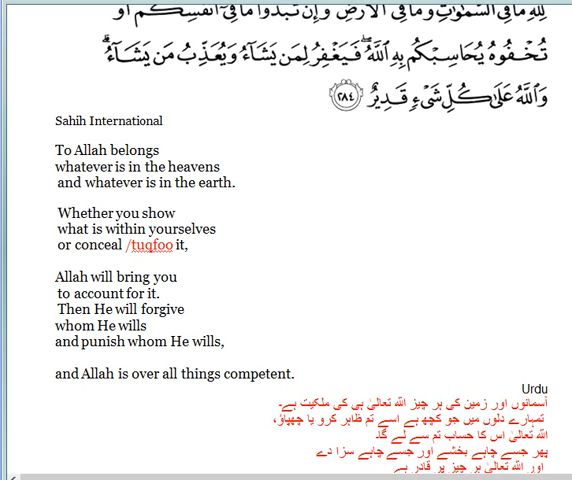 لِلَّهِ مَا فِي السَّمَاوَاتِ وَمَا فِي الْأَرْضِ وَإِن تُبْدُوا مَا فِي أَنفُسِكُمْ أَوْ
تُخْفُوهُ يُحَاسِبْكُم بِهِ اللَّهُ ۖ فَيَغْفِرُ لِمَن يَشَاءُ وَيُعَذِّبُ مَن يَشَاءُ ۗ
وَاللَّهُ عَلَىٰ كُلِّ شَيْءٍ قَدِيرٌ ﴿٢٨٤﴾
Sahih International
To Allah belongs
whatever is in the heavens
and whatever is in the earth.
Whether you show
what is within yourselves
or conceal /tuqfoo it,
Allah will bring you
to account for it.
Then He will forgive
whom He wills
and punish whom He wills,
and Allah is over all things competent.
Urdu
آسمانوں اور زمین کی ہر چیز اللہ تعالیٰ ہی کی ملکیت ہے۔
تمہارے دلوں میں جو کچھ ہے اسے تم ظاہر کرو یا چھپاؤ،
اللہ تعالیٰ اس کا حساب تم سے لے گا۔
پھر جسے چاہے بخشے اور جسے چاہے سزا دے
اور اللہ تعالیٰ ہر چیز پر قادر ہے